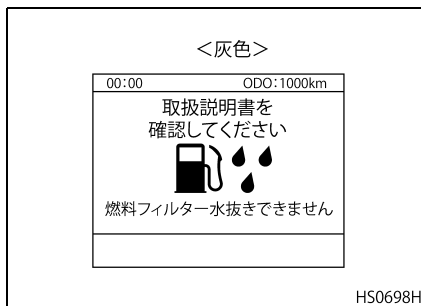 ＜灰色＞
00:00 ODO:1000km
取扱説明書を
確認してください
燃料フィルター水抜きできません
HS0698H